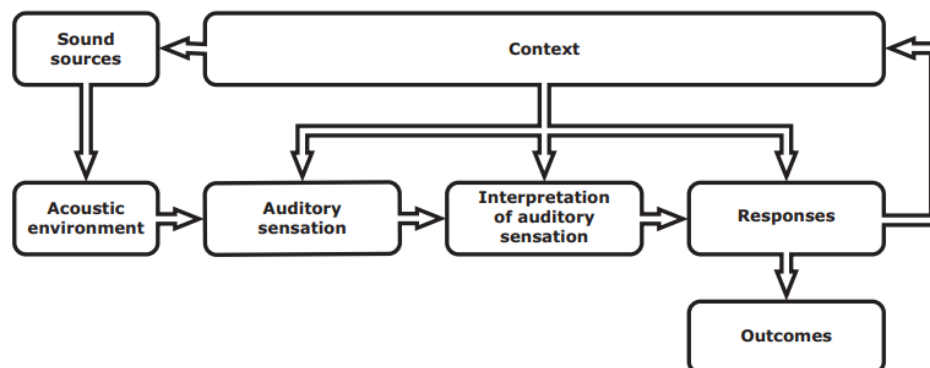 Sound
sources
Context
Acoustic
environment
Auditory
sensation
Interpretation
of auditory
sensation
Responses
Outcomes